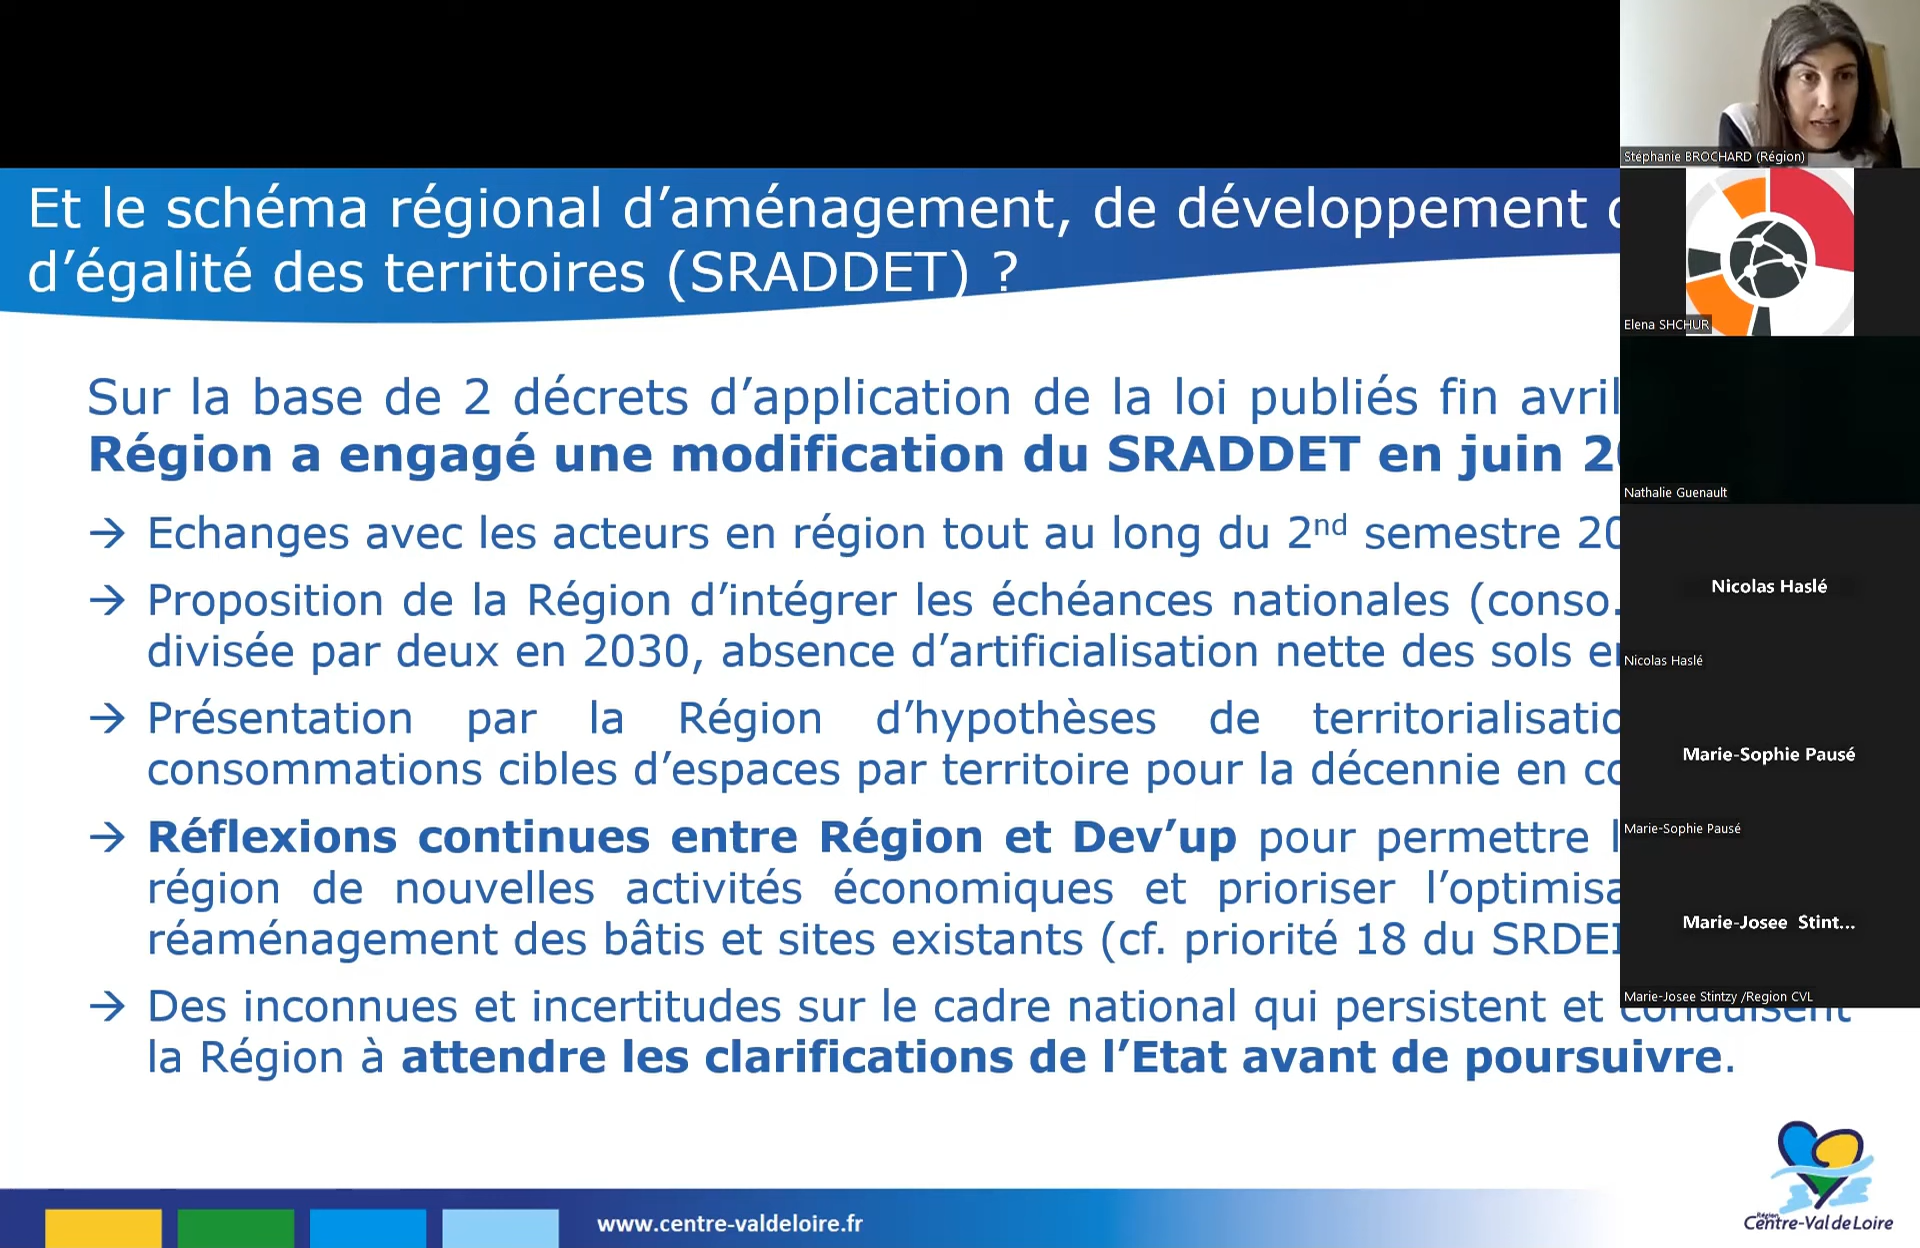 Et le schéma régional d’aménagement, de développement
d’égalité des territoires (SRADDET) ?
Sur la base de 2 décrets d’application de la loi publiés fin avril
Région a engagé une modification du SRADDET en juin
→ Echanges avec les acteurs en région tout au long du 2nd semestre
→ Proposition de la Région d’intégrer les échéances nationales (conso.
divisée par deux en 2030, absence d’artificialisation nette des sols
→ Présentation par la Région d’hypothèses de
consommations cibles d’espaces par territoire pour la décennie en
→ Réflexions continues entre Région et Dev’up pour permettre
région de nouvelles activités économiques et prioriser
réaménagement des bâtis et sites existants (cf. priorité 18 du
→ Des inconnues et incertitudes sur le cadre national qui persistent et conduisent
la Région à attendre les clarifications de l’Etat avant de poursuivre.
www.centre-valdeloire.fr
Région
Centre-Val de Loire
Stéphanie BROCHARD (Région)
Elena SHCHUR
Nathalie Guenault
Nicolas Haslé
Nicolas Haslé
Marie-Sophie Pausé
Marie-Sophie Pausé
Marie-Josee Stint...
Marie-Josee Stintzy /Region CVL